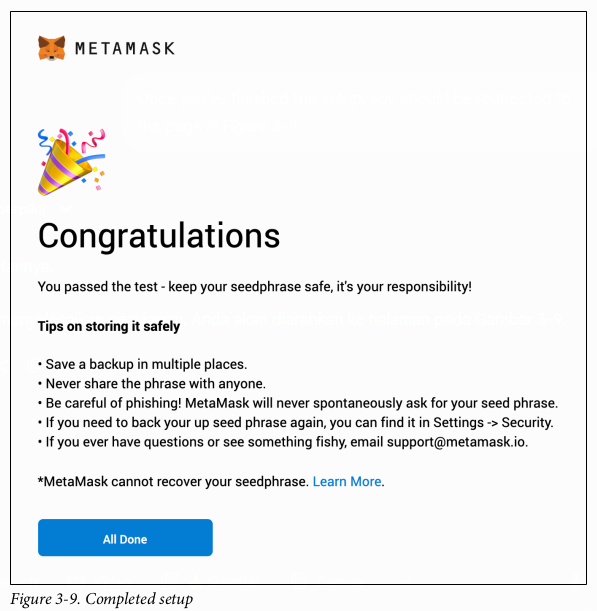 METAMASK
Congratulations
You passed the test - keep your seedphrase safe, it's your responsibility!
Tips on storing it safely
• Save a backup in multiple places.
• Never share the phrase with anyone.
• Be careful of phishing! MetaMask will never spontaneously ask for your seed phrase.
• If you need to back your up seed phrase again, you can find it in Settings -> Security.
• If you ever have questions or see something fishy, email support@metamask.io.
*MetaMask cannot recover your seedphrase. Learn More.
All Done
Figure 3-9. Completed setup